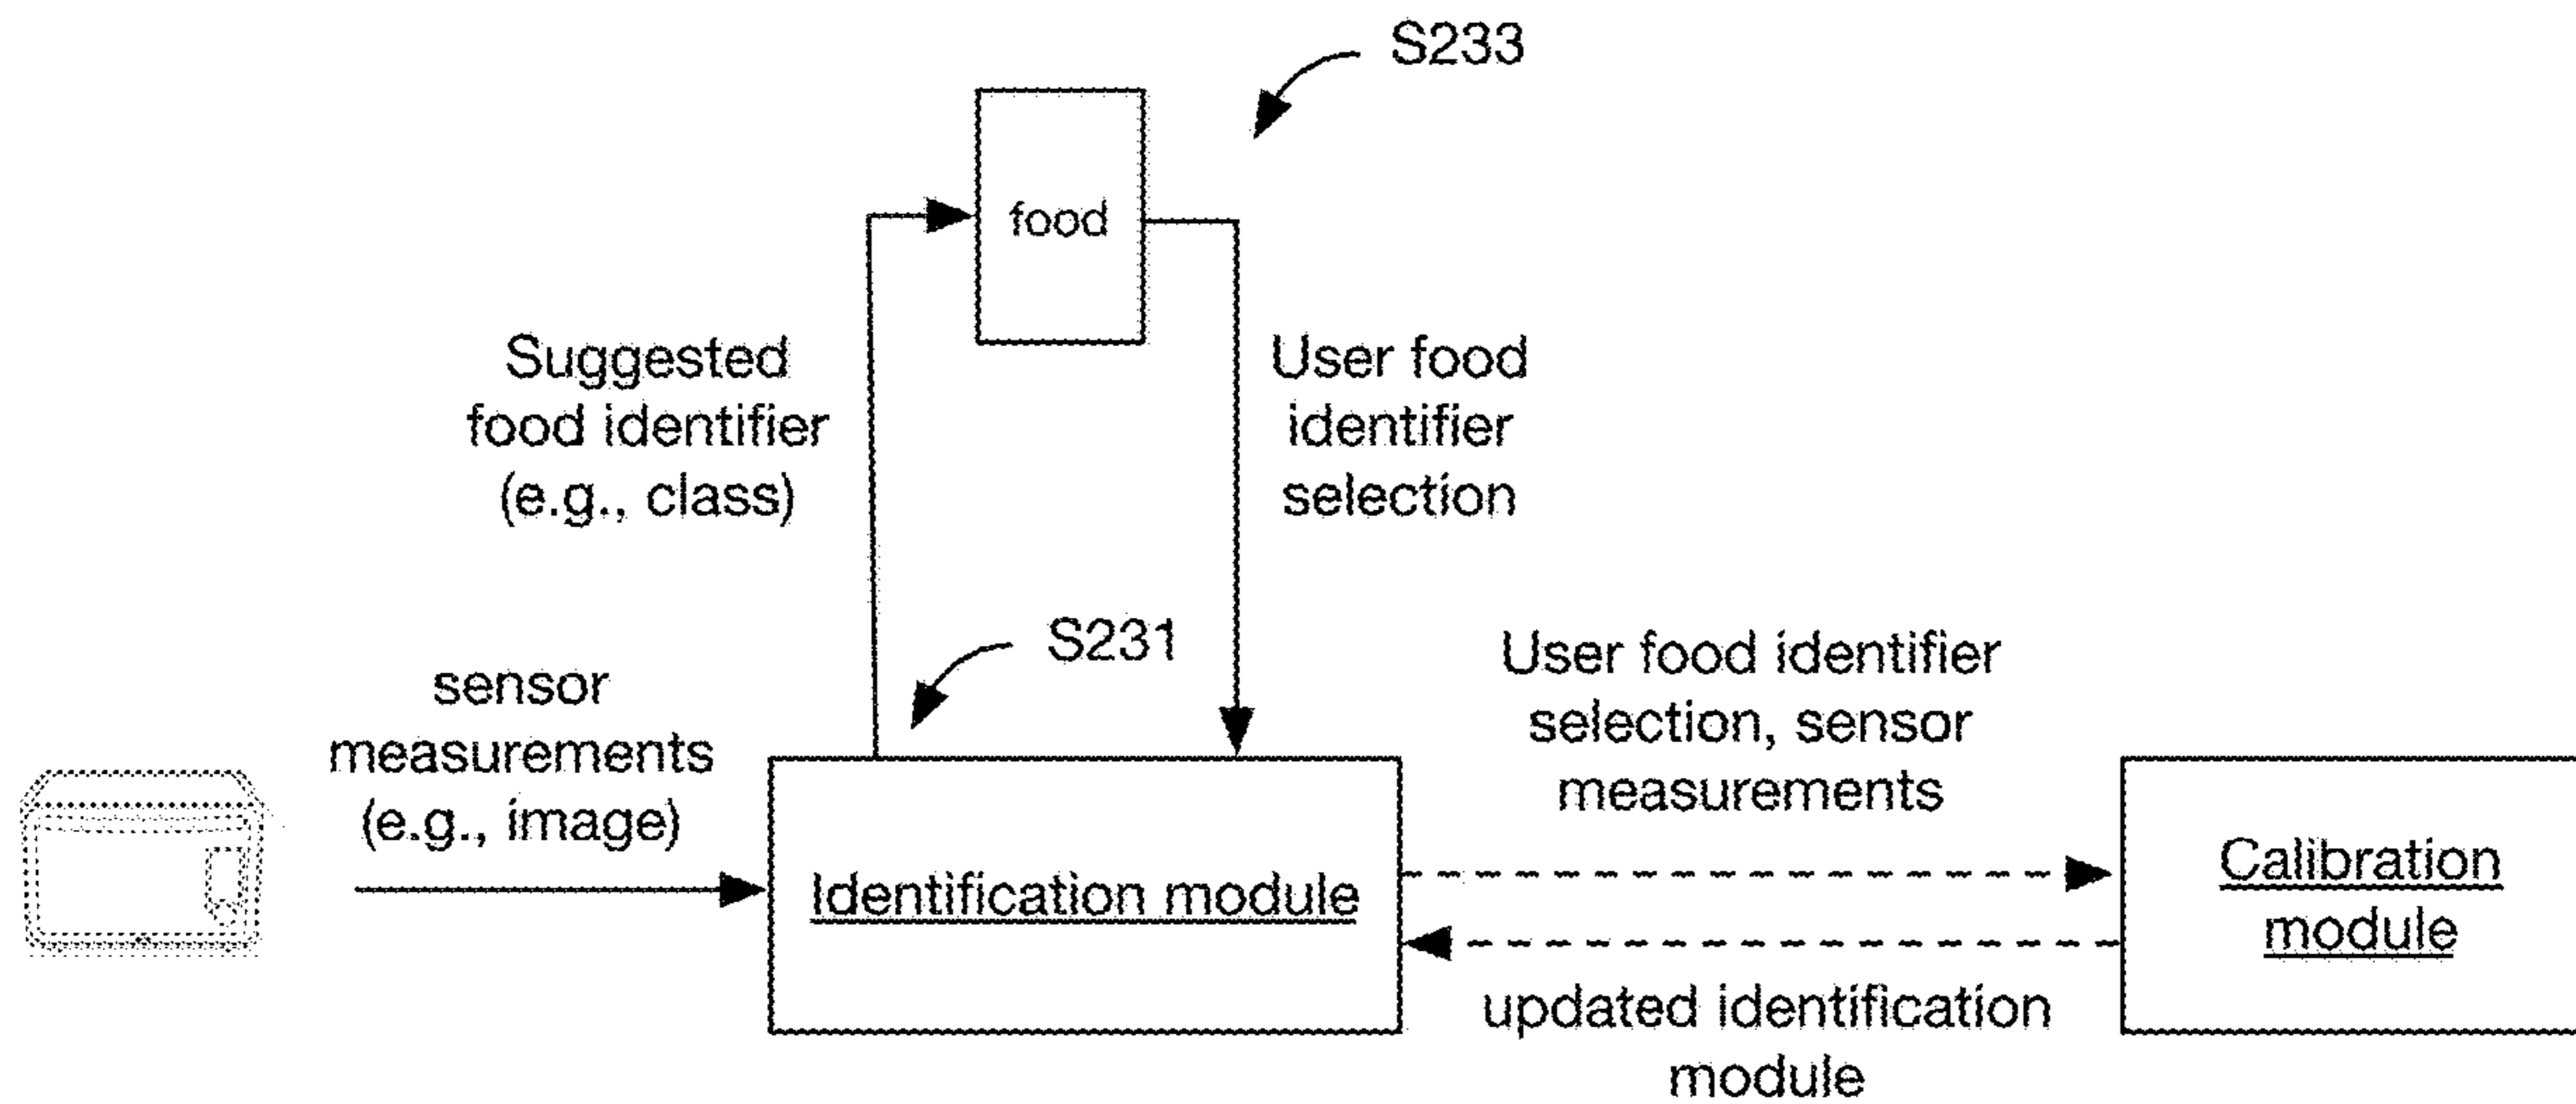 S233
food
Suggested
food identifier
(e.g., class)
User food
identifier
selection
S231
sensor
measurements
(e.g., image)
User food identifier
selection, sensor
measurements
Identification module
Calibration
module
updated identification
module